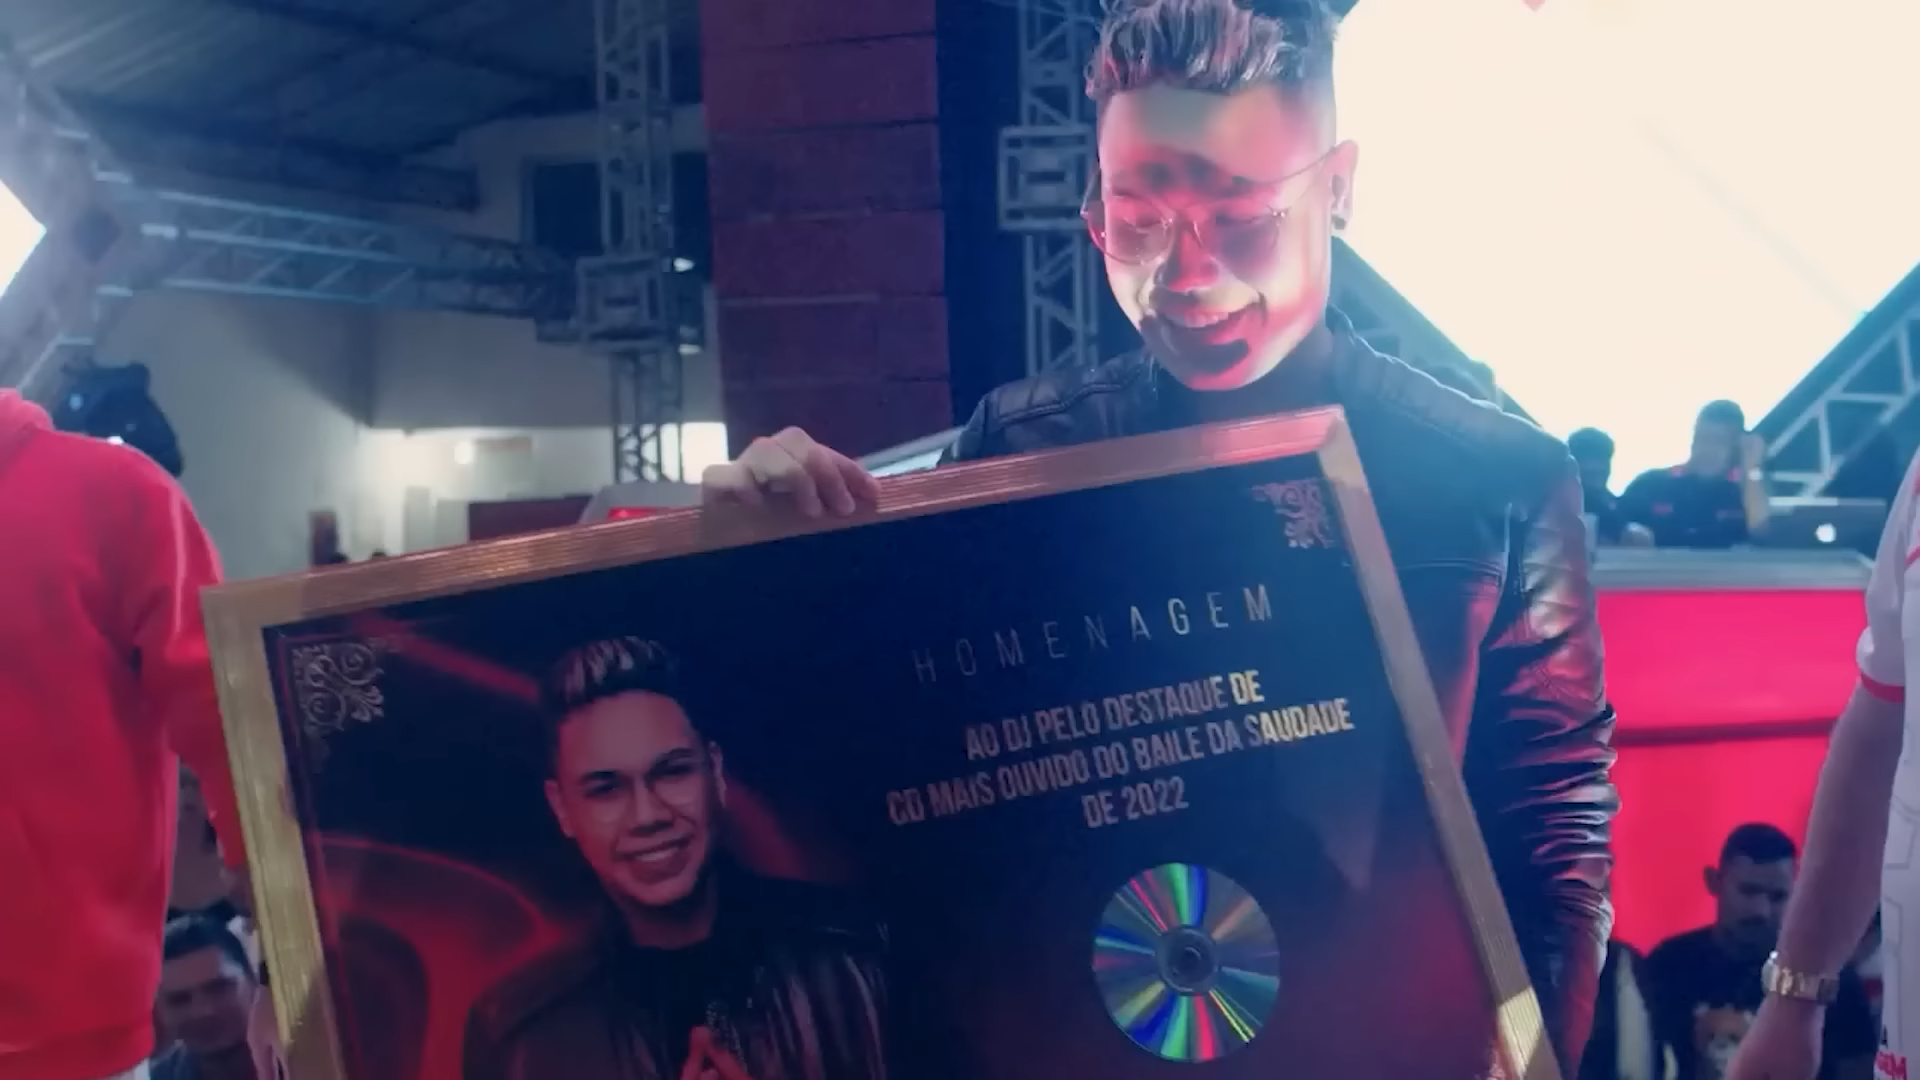 HOMENAGEM
AO DJ PELO DESTAQUE DE
CD MAIS OUVIDO DO BAILE DA SAUDADE
DE 2022